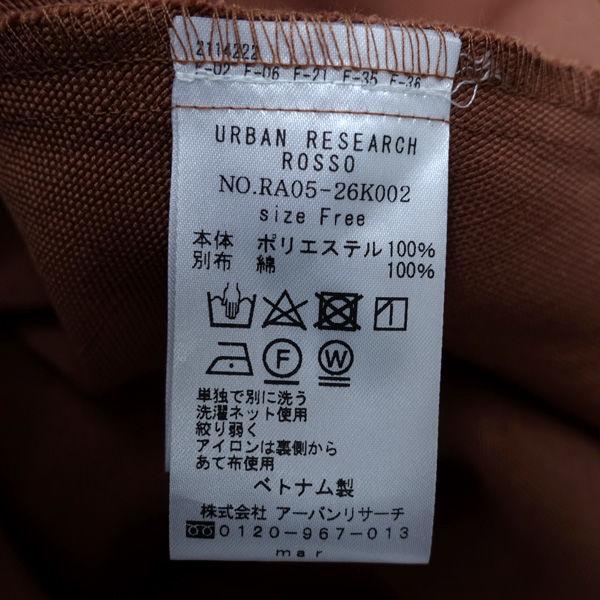 2114222
F-02 F-06 F-21 F-35 F-36
URBAN RESEARCH
ROSSO
NO.RA05-26K002
size Free
本体 ポリエステル 100%
別布 綿 100%
F W
単独で別に洗う
洗濯ネット使用
絞り弱く
アイロンは裏側から
あて布使用
ベトナム製
株式会社 アーバンリサーチ
0120-967-013
mar